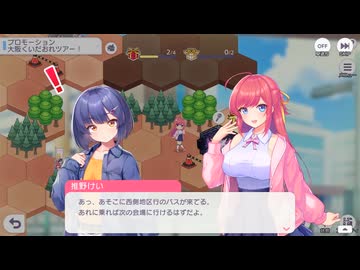 プロモーション
大阪くいだおれツアー！
2/4
0/2
OFF
推野けい
あっ、あそこに西側地区行のバスが来てる。
あれに乗れば次の会場に行けるはずだよ。